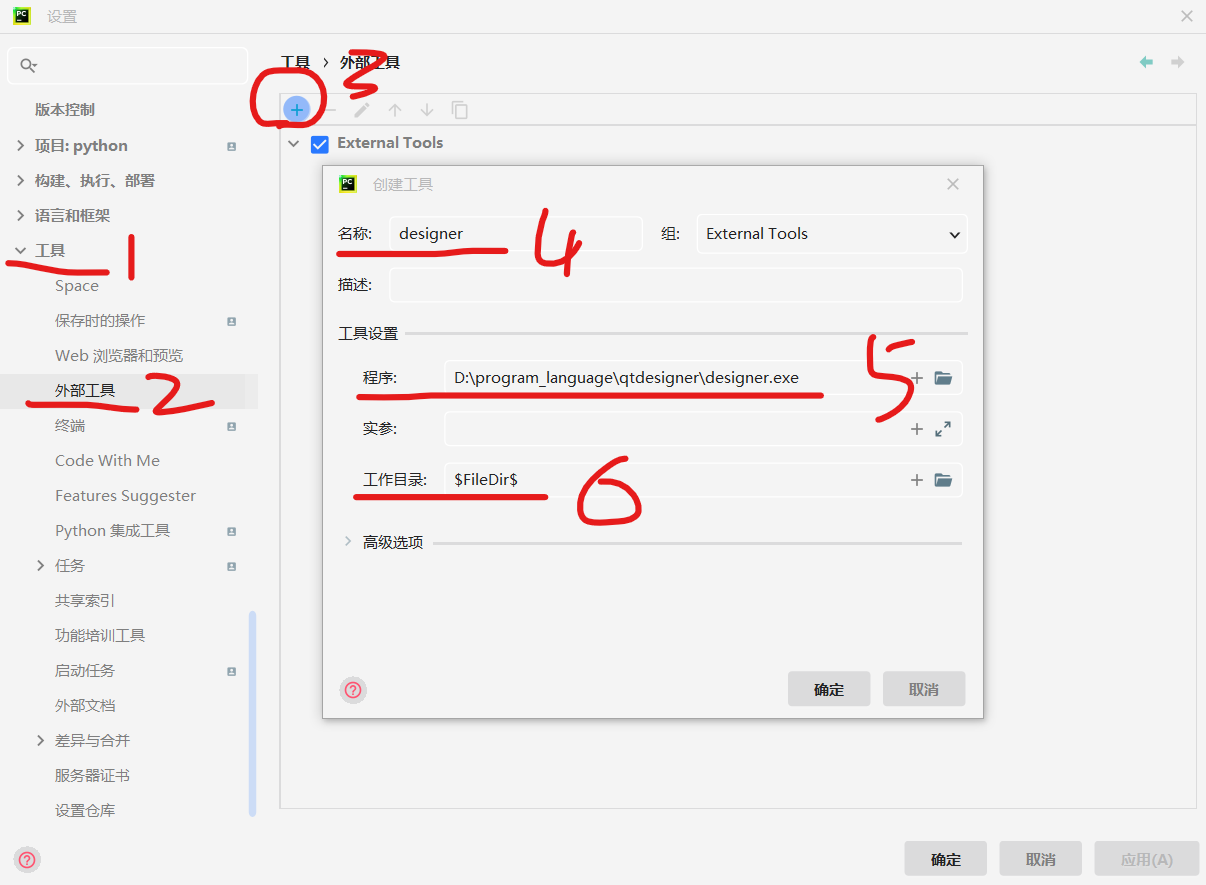 PC 设置
工具 › 外部工具
3
版本控制
项目: python
构建、执行、部署
语言和框架
工具
1
Space
保存时的操作
Web 浏览器和预览
外部工具
2
终端
Code With Me
Features Suggester
Python 集成工具
任务
共享索引
功能培训工具
启动任务
外部文档
差异与合并
服务器证书
设置仓库
External Tools
PC 创建工具
名称: designer
4
组: External Tools
描述:
工具设置
程序: D:\program_language\qtdesigner\designer.exe
5
实参:
工作目录: $FileDir$
6
高级选项
?
确定
取消
?
确定
取消
应用(A)